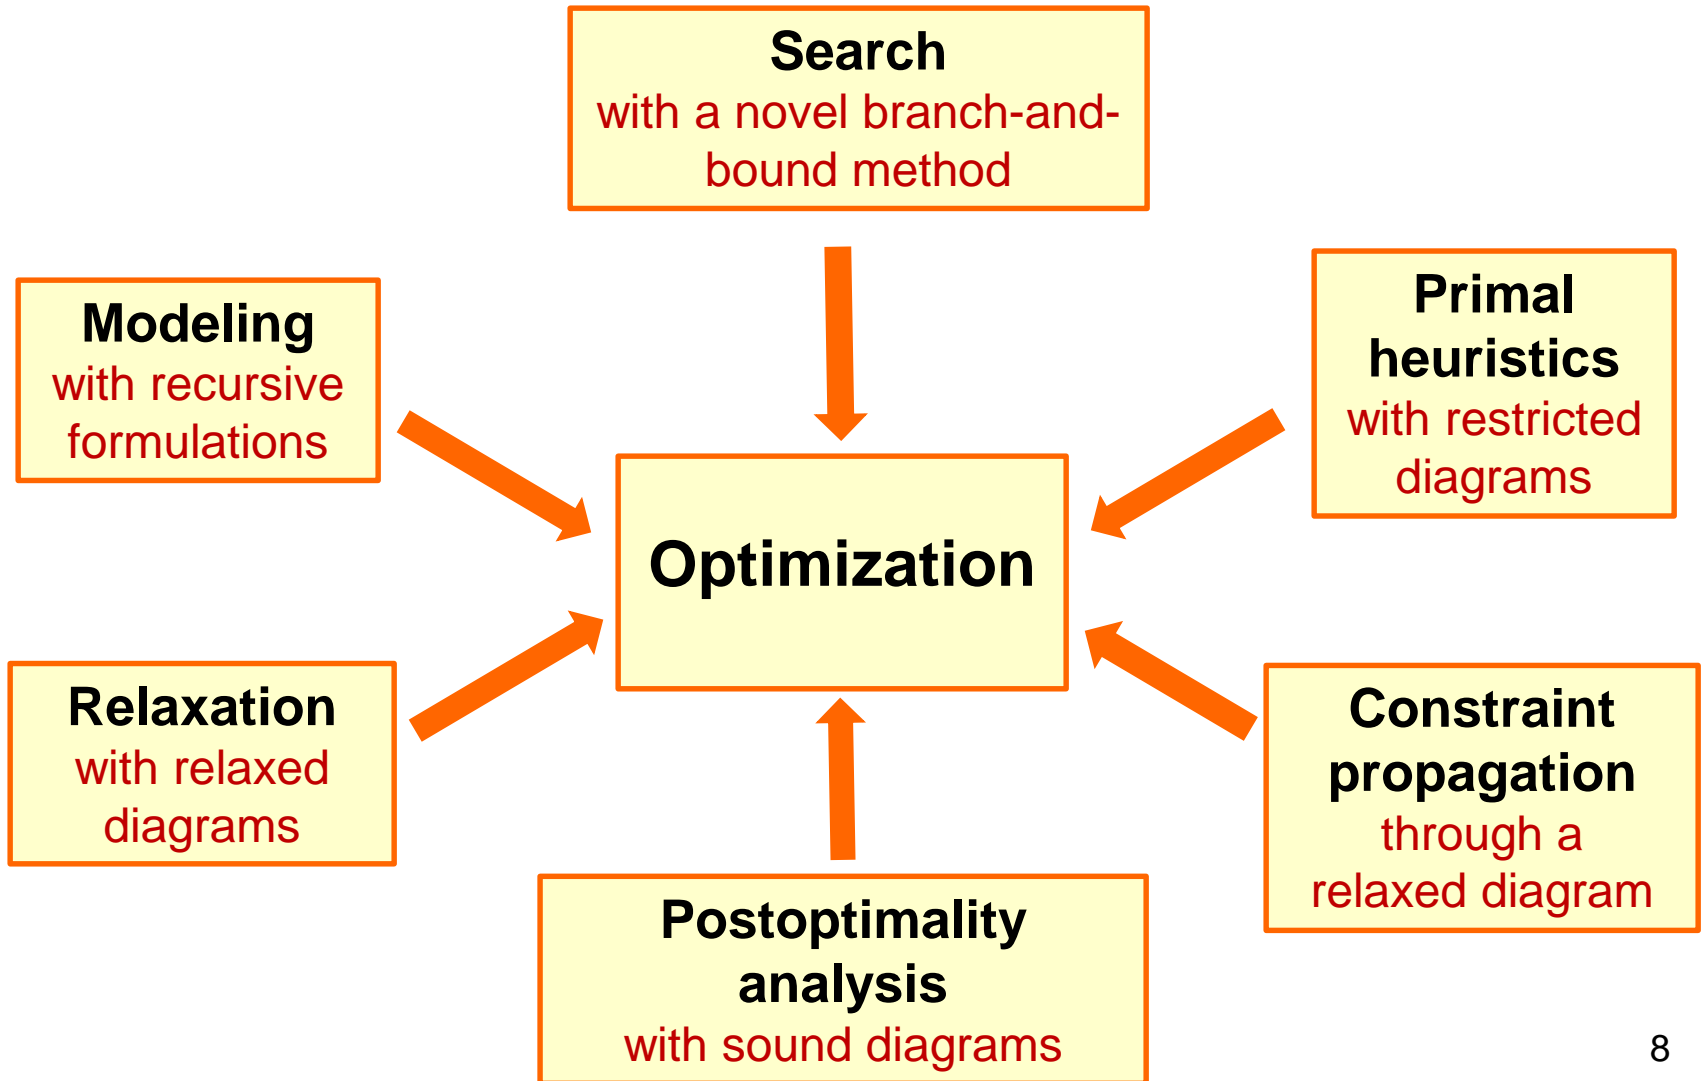 Search
with a novel branch-and-
bound method
Modeling
with recursive
formulations
Primal
heuristics
with restricted
diagrams
Optimization
Relaxation
with relaxed
diagrams
Constraint
propagation
through a
relaxed diagram
Postoptimality
analysis
with sound diagrams
8